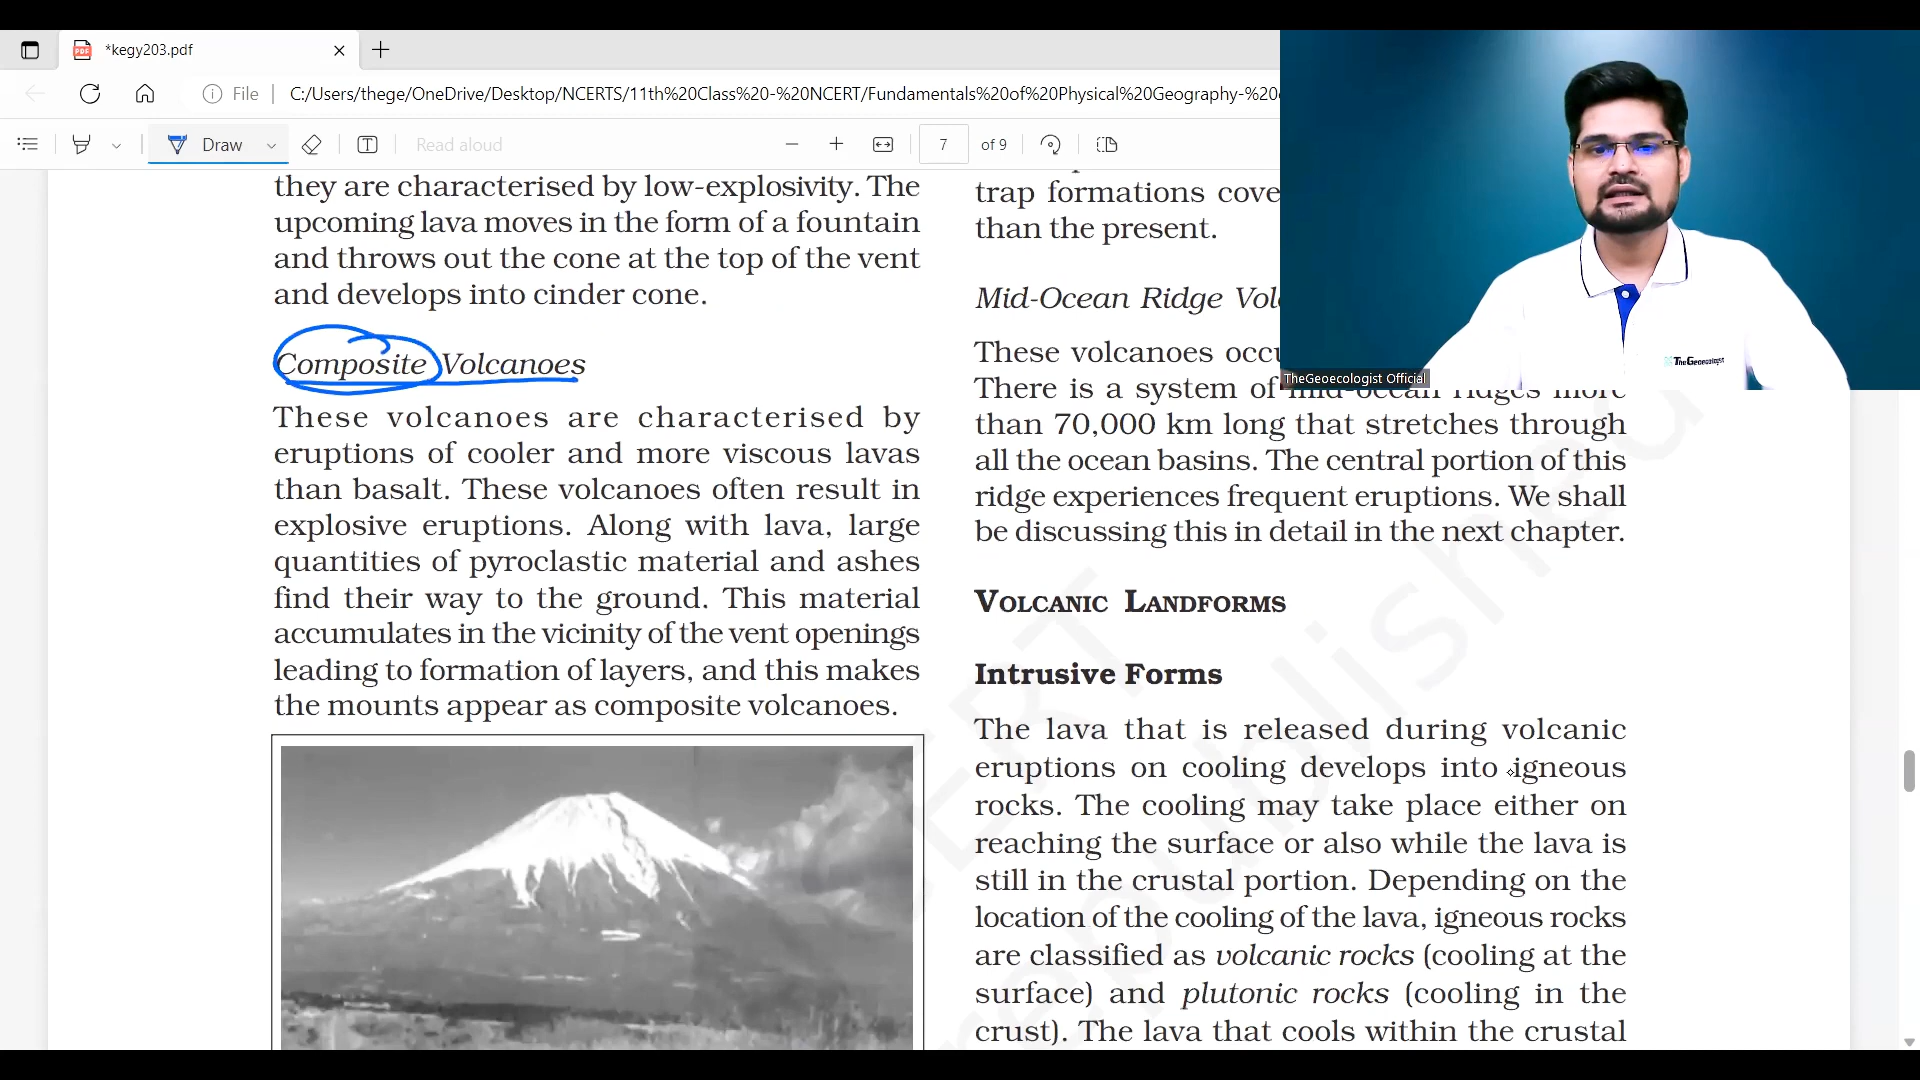 *kegy203.pdf
File
C:/Users/thege/OneDrive/Desktop/NCERTS/11th%20Class%20-%20NCERT/Fundamentals%20of%20Physical%20Geography-%20
Draw
Read aloud
7 of 9
they are characterised by low-explosivity. The
upcoming lava moves in the form of a fountain
and throws out the cone at the top of the vent
and develops into cinder cone.
Composite Volcanoes
These volcanoes are characterised by
eruptions of cooler and more viscous lavas
than basalt. These volcanoes often result in
explosive eruptions. Along with lava, large
quantities of pyroclastic material and ashes
find their way to the ground. This material
accumulates in the vicinity of the vent openings
leading to formation of layers, and this makes
the mounts appear as composite volcanoes.
trap formations cove
than the present.
Mid-Ocean Ridge Vol
These volcanoes occu
There is a system of mid-ocean ridges more
than 70,000 km long that stretches through
all the ocean basins. The central portion of this
ridge experiences frequent eruptions. We shall
be discussing this in detail in the next chapter.
VOLCANIC LANDFORMS
Intrusive Forms
The lava that is released during volcanic
eruptions on cooling develops into igneous
rocks. The cooling may take place either on
reaching the surface or also while the lava is
still in the crustal portion. Depending on the
location of the cooling of the lava, igneous rocks
are classified as volcanic rocks (cooling at the
surface) and plutonic rocks (cooling in the
crust). The lava that cools within the crustal
TheGeoecologist
TheGeoecologist Official